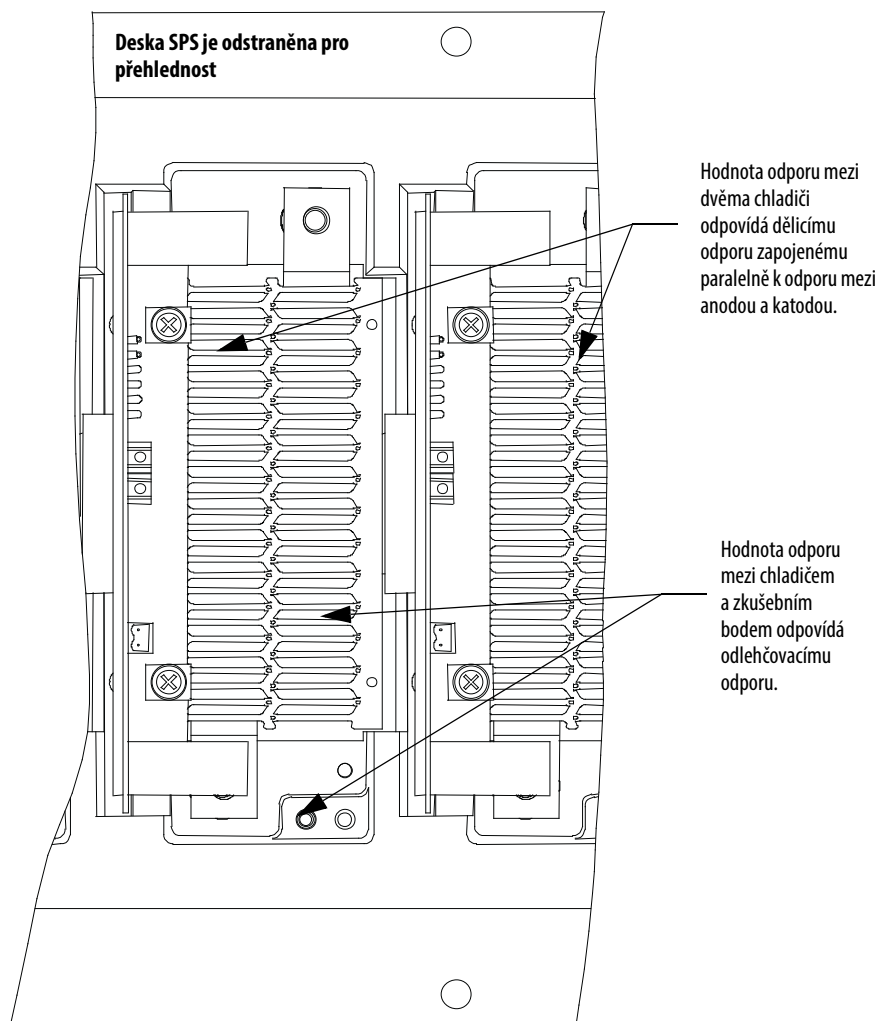 Deska SPS je odstraněna pro
přehlednost
Hodnota odporu mezi
dvěma chladiči
odpovídá dělicímu
odporu zapojenému
paralelně k odporu mezi
anodou a katodou.
Hodnota odporu
mezi chladičem
a zkušebním
bodem odpovídá
odlehčovacímu
odporu.